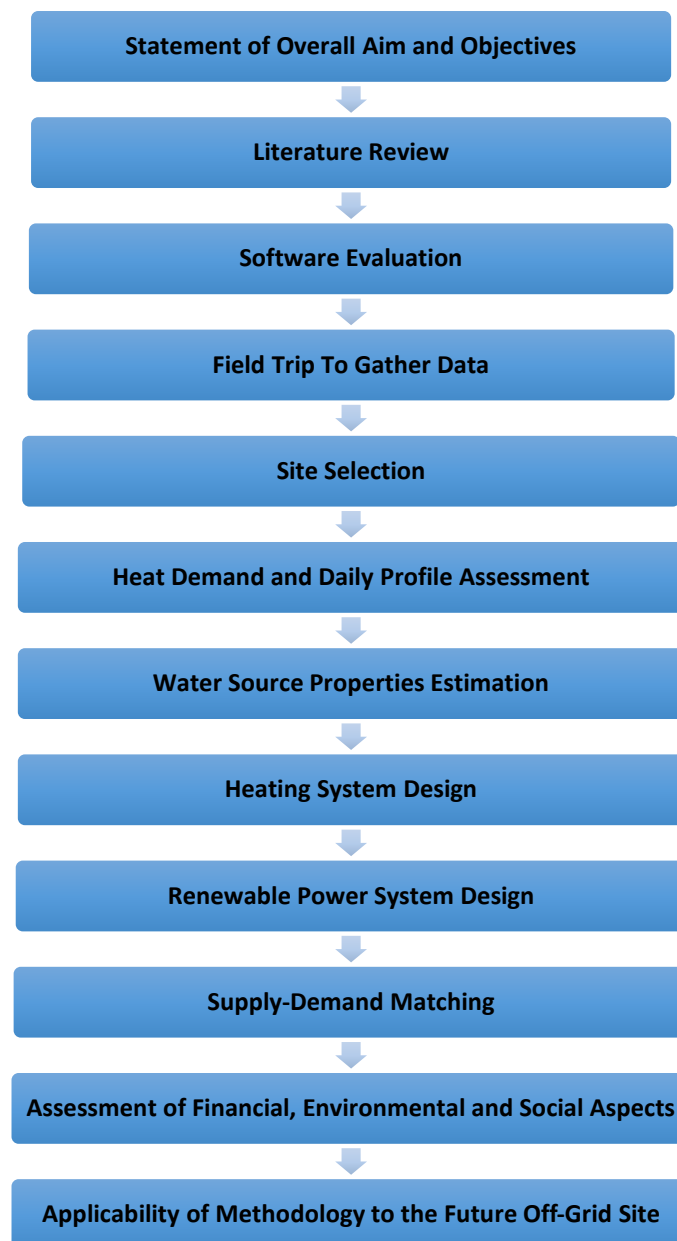 Statement of Overall Aim and Objectives
Literature Review
Software Evaluation
Field Trip To Gather Data
Site Selection
Heat Demand and Daily Profile Assessment
Water Source Properties Estimation
Heating System Design
Renewable Power System Design
Supply-Demand Matching
Assessment of Financial, Environmental and Social Aspects
Applicability of Methodology to the Future Off-Grid Site